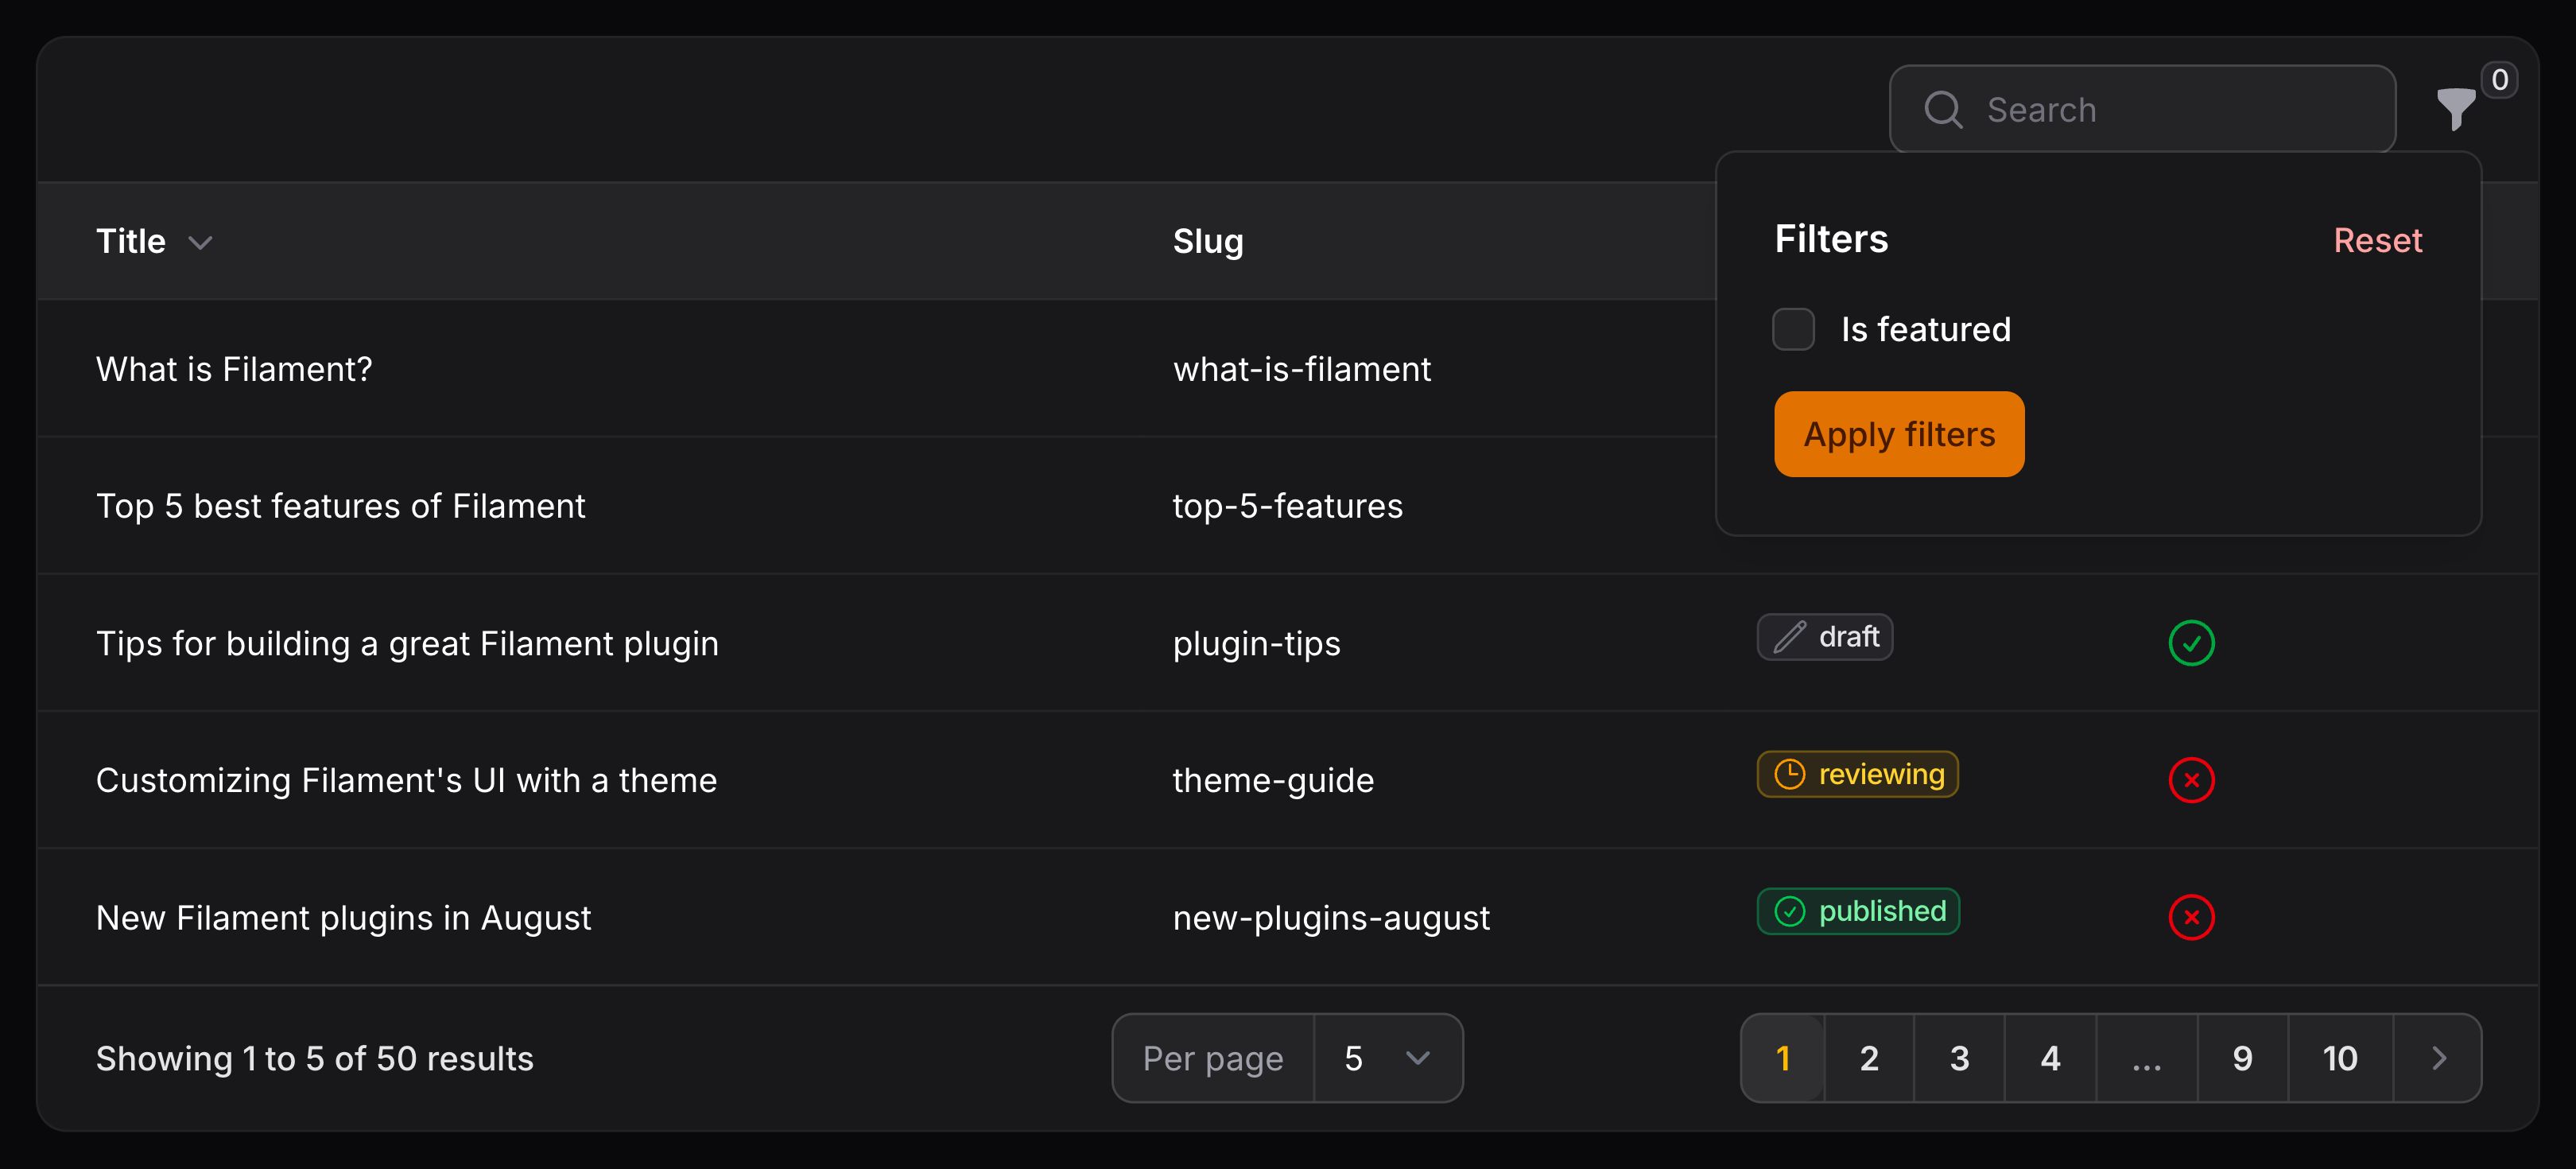 Search
0
Title
Slug
Filters
Reset
Is featured
Apply filters
What is Filament?
what-is-filament
Top 5 best features of Filament
top-5-features
Tips for building a great Filament plugin
plugin-tips
draft
Customizing Filament's UI with a theme
theme-guide
reviewing
New Filament plugins in August
new-plugins-august
published
Showing 1 to 5 of 50 results
Per page
5
1 2 3 4 ... 9 10